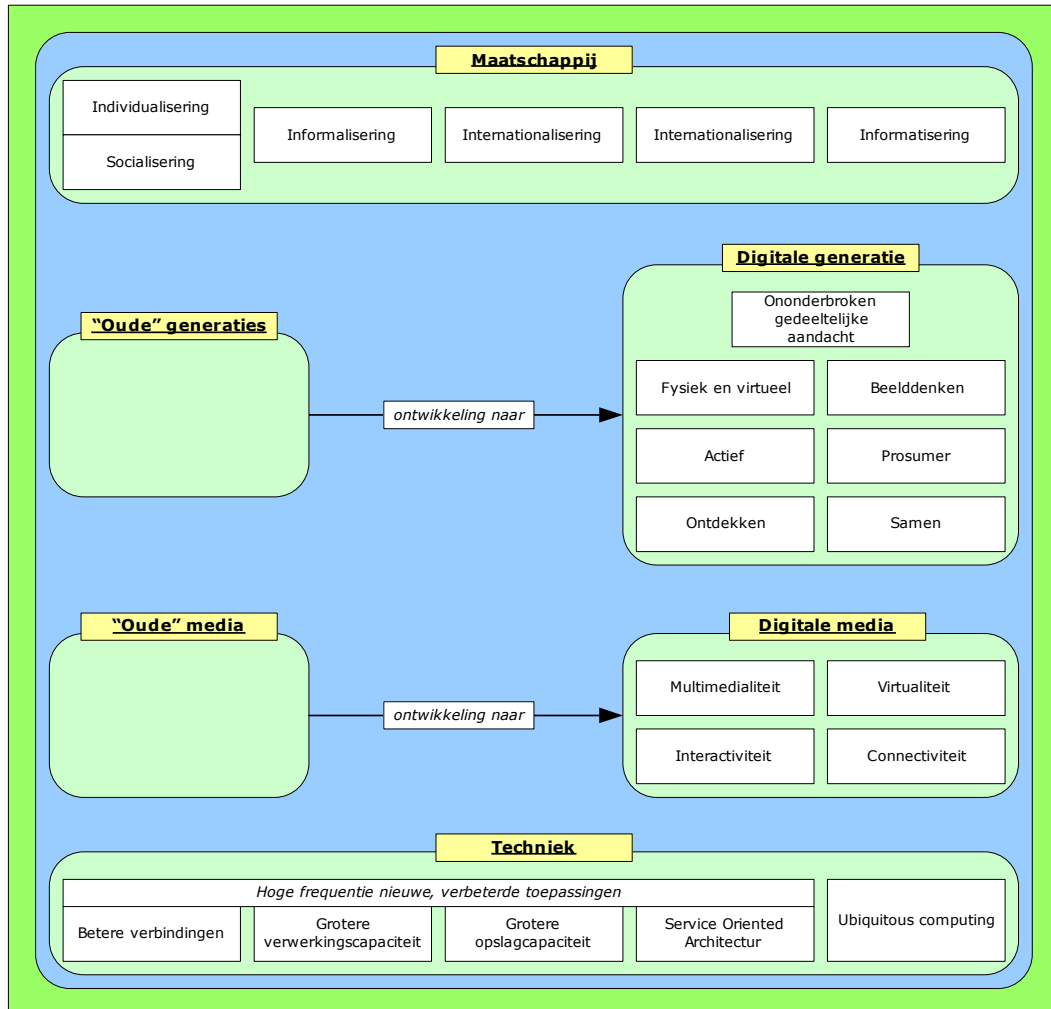 Maatschappij
Individualisering
Socialisering
Informalisering
Internationalisering
Internationalisering
Informatisering
"Oude" generaties
ontwikkeling naar
Digitale generatie
Ononderbroken
gedeeltelijke
aandacht
Fysiek en virtueel
Beelddenken
Actief
Prosumer
Ontdekken
Samen
"Oude" media
ontwikkeling naar
Digitale media
Multimedialiteit
Virtualiteit
Interactiviteit
Connectiviteit
Techniek
Hoge frequentie nieuwe, verbeterde toepassingen
Betere verbindingen
Grotere
verwerkingscapaciteit
Grotere
opslagcapaciteit
Service Oriented
Architectur
Ubiquitous computing